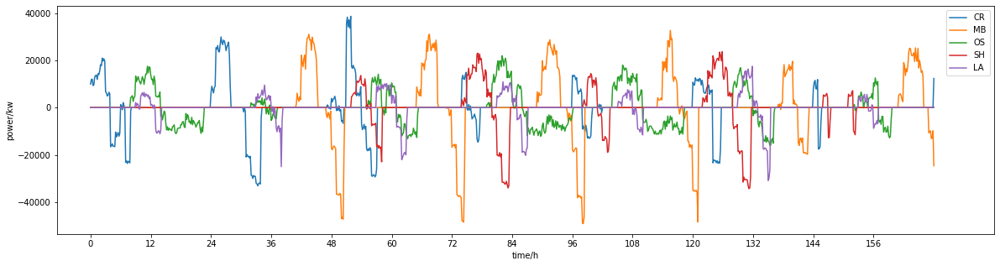 40000
20000
0
−20000
−40000
power/kw
0 12 24 36 48 60 72 84 96 108 120 132 144 156
time/h
CR
MB
OS
SH
LA